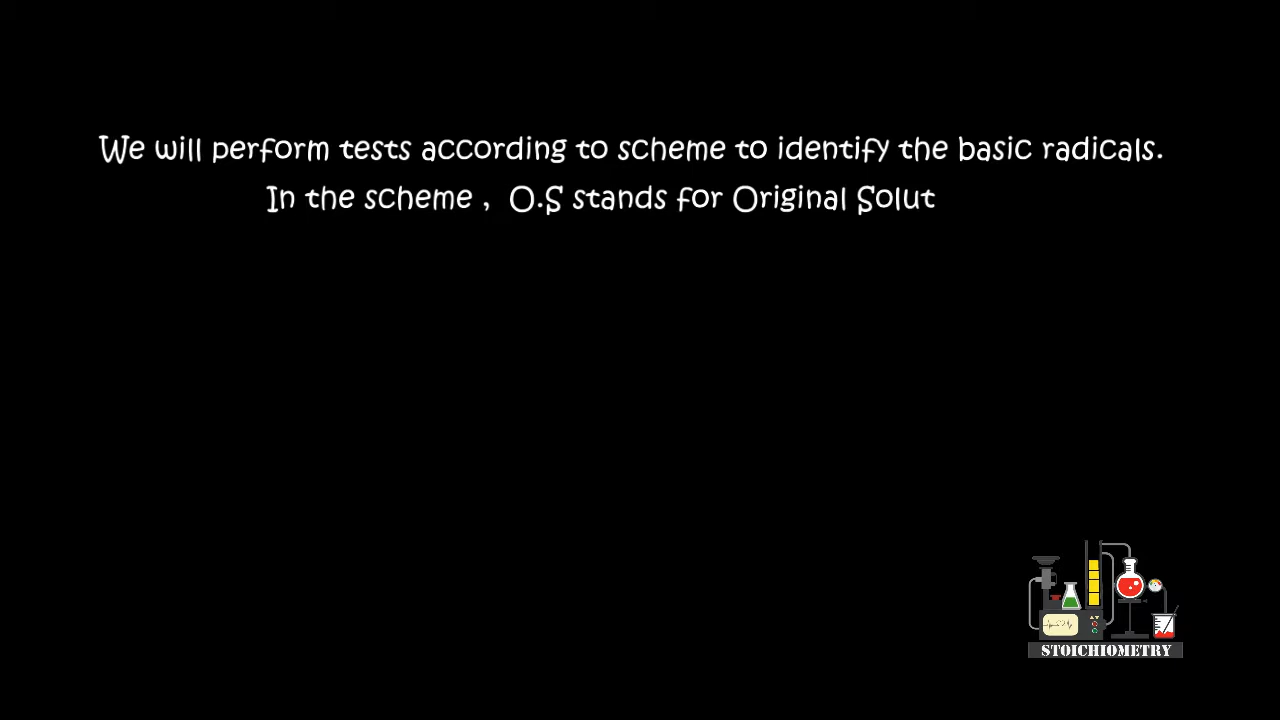 We will perform tests according to scheme to identify the basic radicals.
In the scheme , O.S stands for Original Solut
STOICHIOMETRY